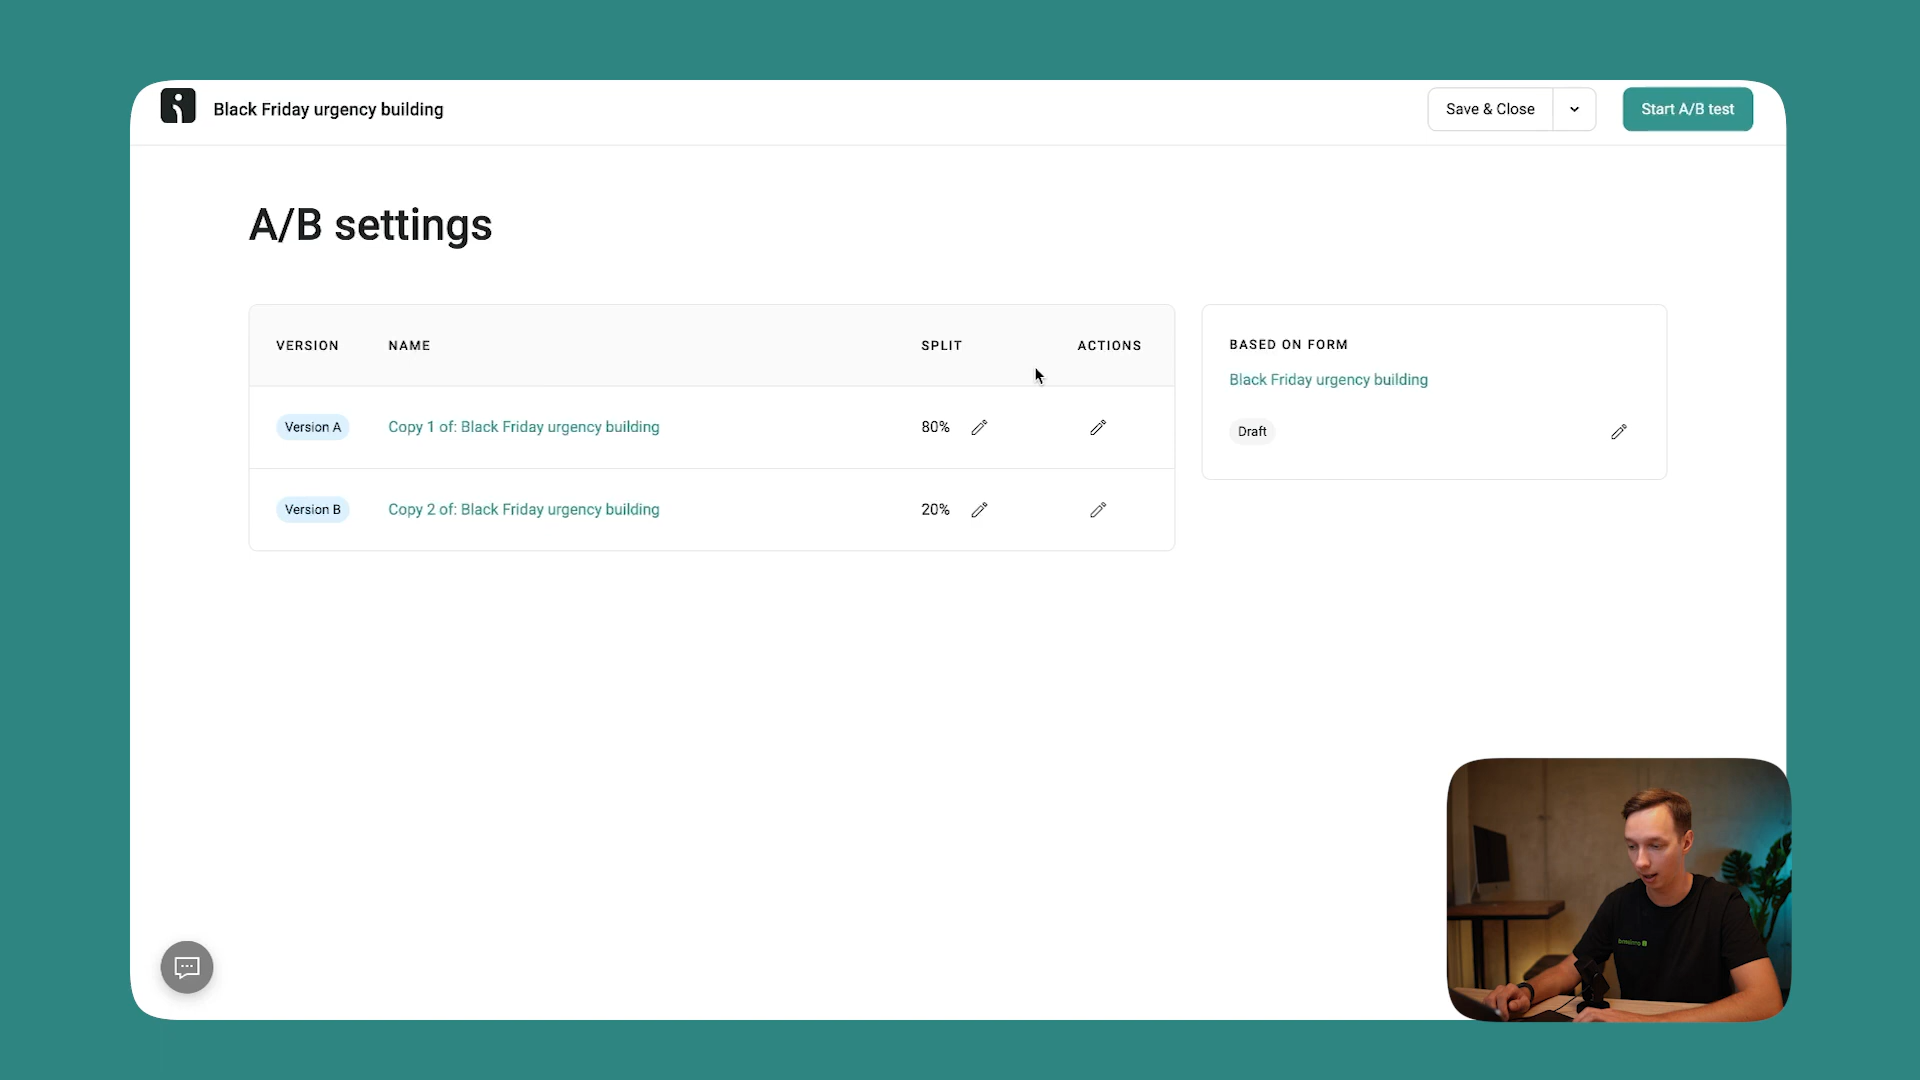 Black Friday urgency building
Save & Close
Start A/B test
A/B settings
VERSION NAME SPLIT ACTIONS
Version A Copy 1 of: Black Friday urgency building 80%
Version B Copy 2 of: Black Friday urgency building 20%
BASED ON FORM
Black Friday urgency building
Draft